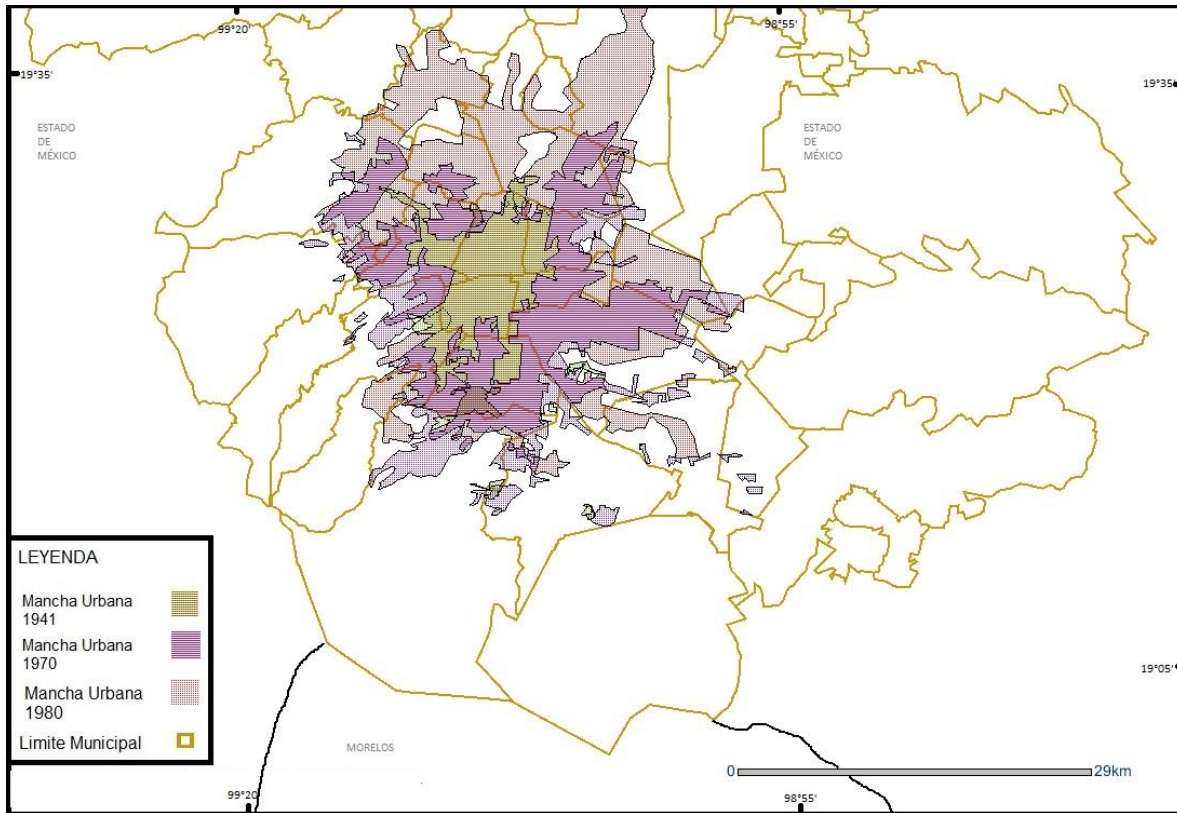 99°20'
98°55'
19°35'
19°35'
ESTADO
DE
MÉXICO
ESTADO
DE
MÉXICO
LEYENDA
Mancha Urbana
1941
Mancha Urbana
1970
Mancha Urbana
1980
Limite Municipal
19°05'
MORELOS
0
29km
99°20
98°55'